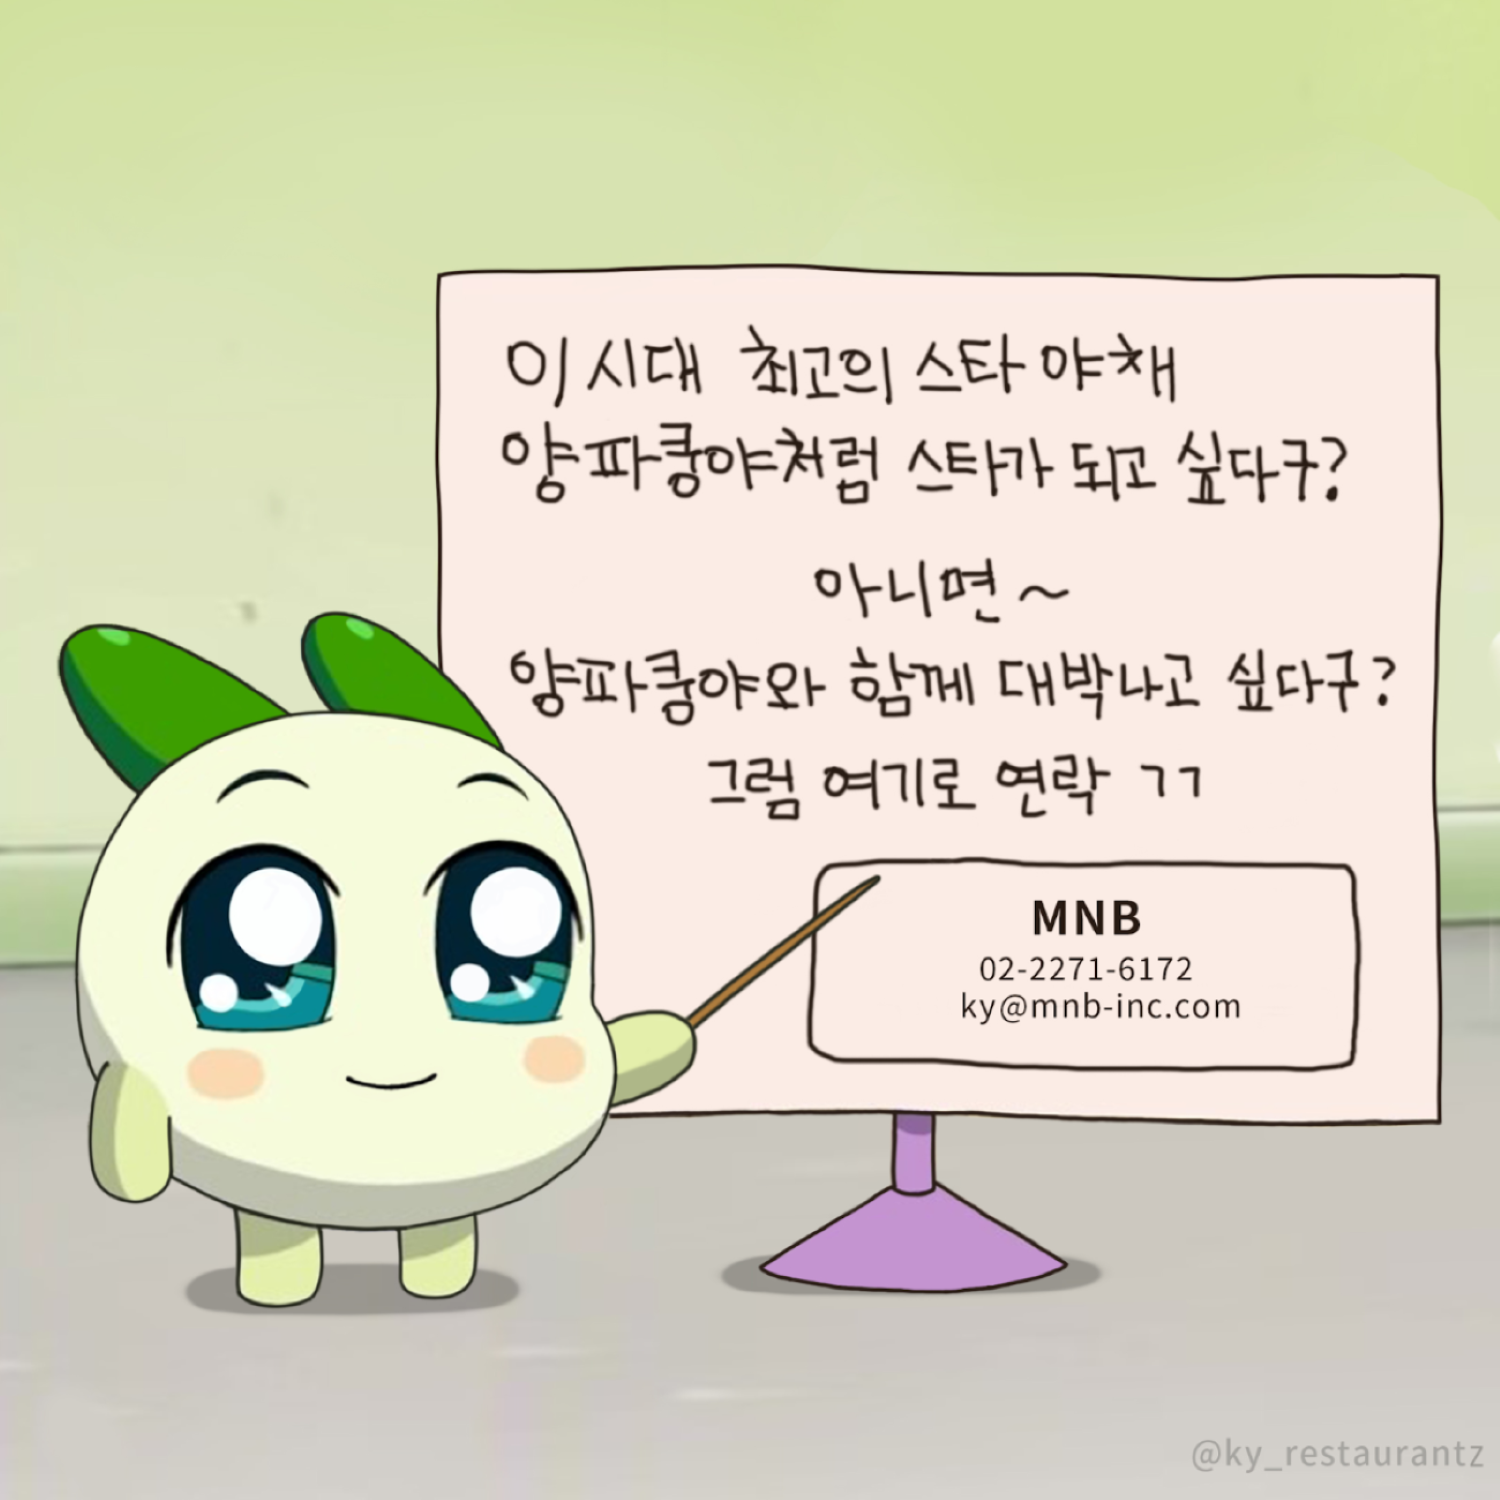 이 시대 최고의 스타 야채
양파쿵야처럼 스타가 되고 싶다구?
아니면~
양파쿵야와 함께 대박나고 싶다구?
그럼 여기로 연락 ㄱㄱ
MNB
02-2271-6172
ky@mnb-inc.com
@ky_restaurantz